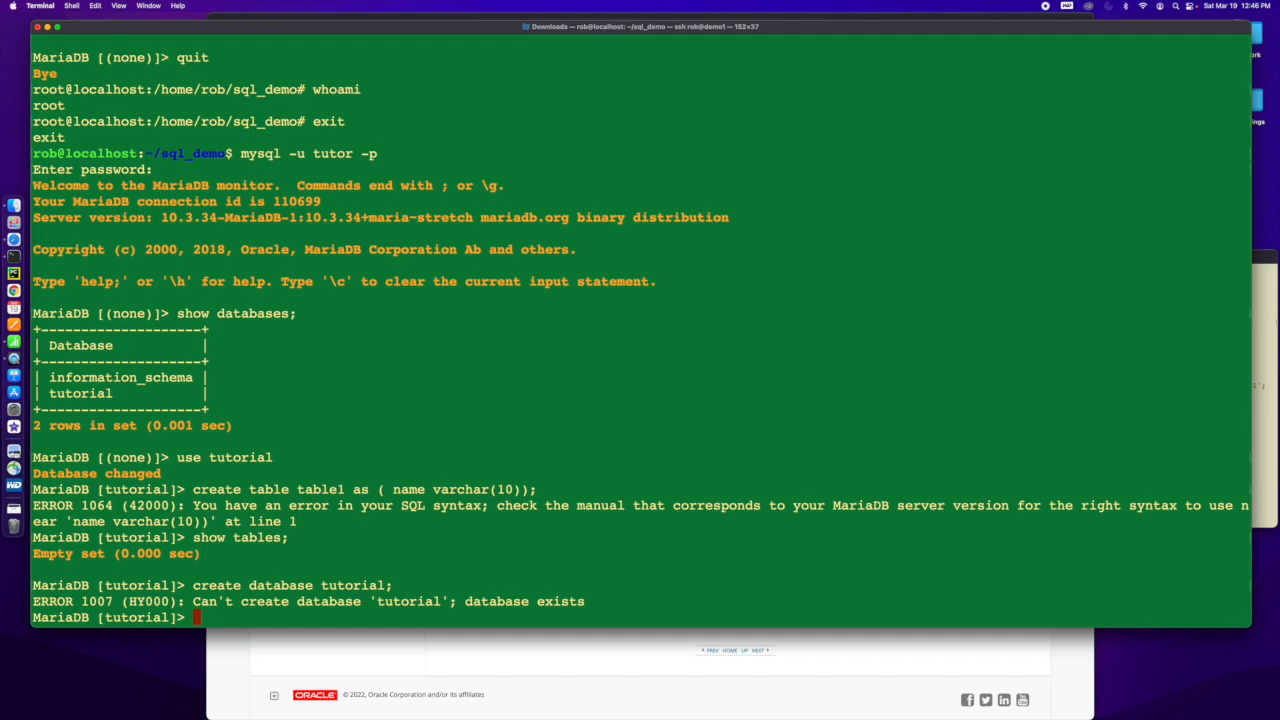 Terminal Shell Edit View Window Help Sat Mar 19 12:46 PM
Downloads — rob@localhost: ~/sql_demo — ssh rob@demo1 — 152×37
MariaDB [(none)]> quit
Bye
root@localhost:/home/rob/sql_demo# whoami
root
root@localhost:/home/rob/sql_demo# exit
exit
rob@localhost:~/sql_demo$ mysql -u tutor -p
Enter password:
Welcome to the MariaDB monitor.  Commands end with ; or \g.
Your MariaDB connection id is 110699
Server version: 10.3.34-MariaDB-1:10.3.34+maria~stretch mariadb.org binary distribution
Copyright (c) 2000, 2018, Oracle, MariaDB Corporation Ab and others.
Type 'help;' or '\h' for help. Type '\c' to clear the current input statement.
MariaDB [(none)]> show databases;
+--------------------+
| Database           |
+--------------------+
| information_schema |
| tutorial           |
+--------------------+
2 rows in set (0.001 sec)
MariaDB [(none)]> use tutorial
Database changed
MariaDB [tutorial]> create table table1 as ( name varchar(10));
ERROR 1064 (42000): You have an error in your SQL syntax; check the manual that corresponds to your MariaDB server version for the right syntax to use n
ear 'name varchar(10))' at line 1
MariaDB [tutorial]> show tables;
Empty set (0.000 sec)
MariaDB [tutorial]> create database tutorial;
ERROR 1007 (HY000): Can't create database 'tutorial'; database exists
MariaDB [tutorial]>
PREV HOME UP NEXT
ORACLE © 2022, Oracle Corporation and/or its affiliates